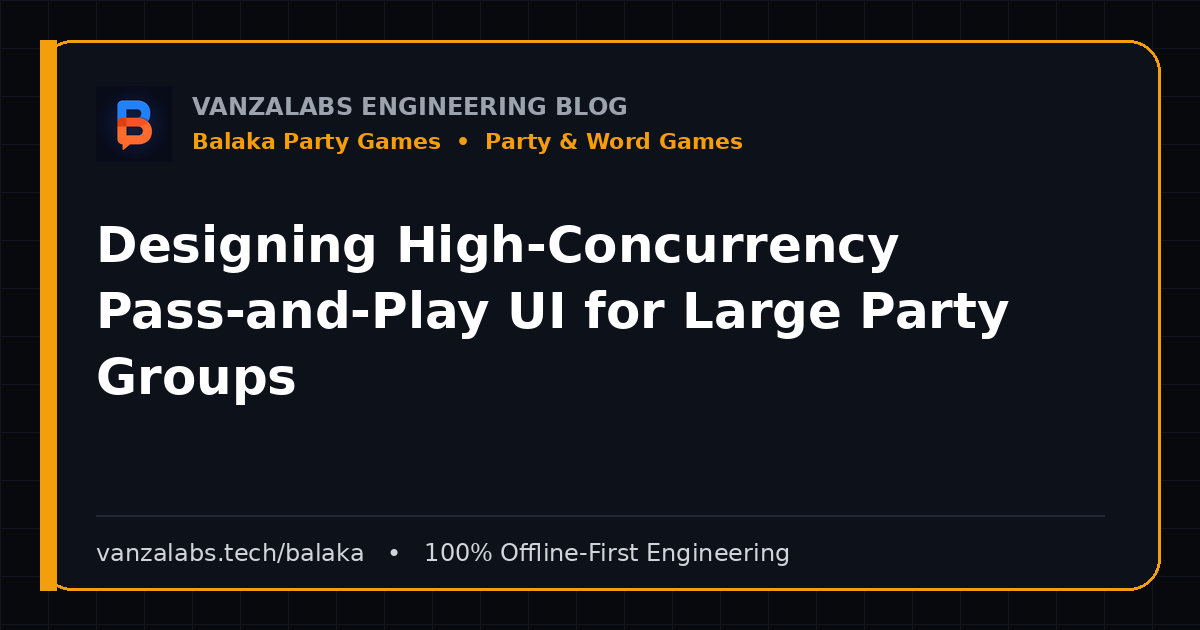 B
VANZALABS ENGINEERING BLOG
Balaka Party Games • Party & Word Games
Designing High-Concurrency
Pass-and-Play UI for Large Party
Groups
vanzalabs.tech/balaka • 100% Offline-First Engineering